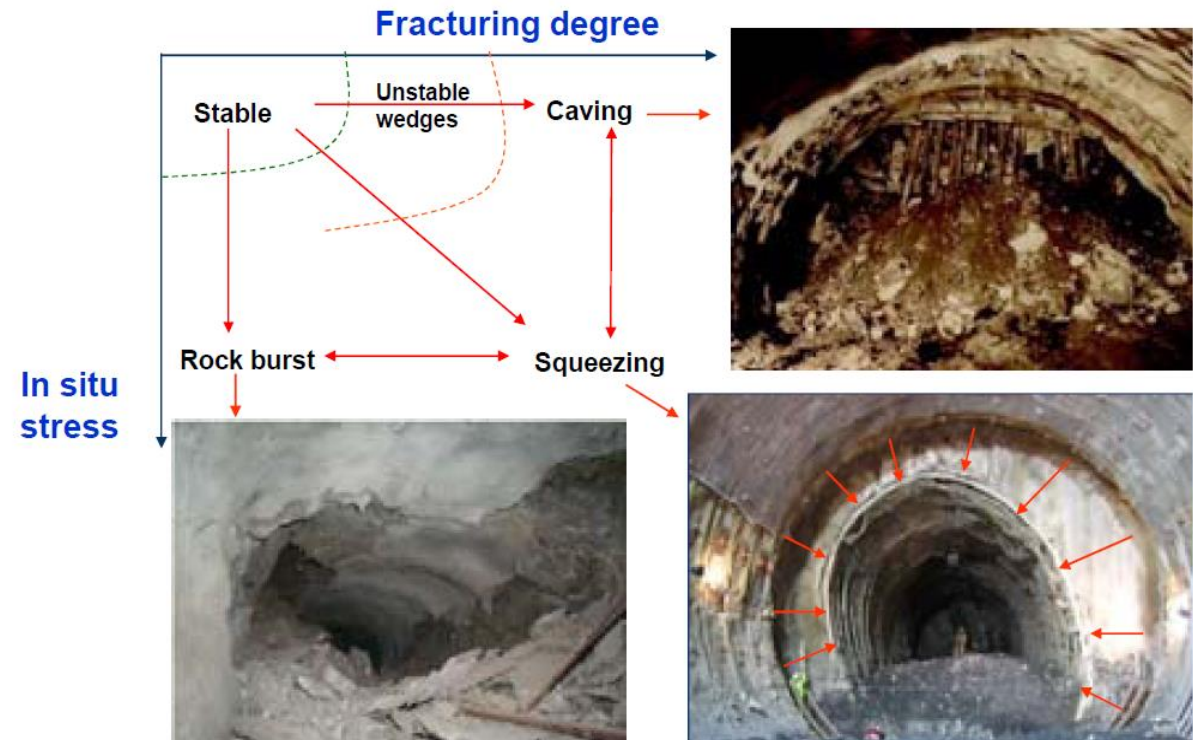 Fracturing degree
Stable
Unstable
wedges
Caving
Rock burst
Squeezing
In situ
stress